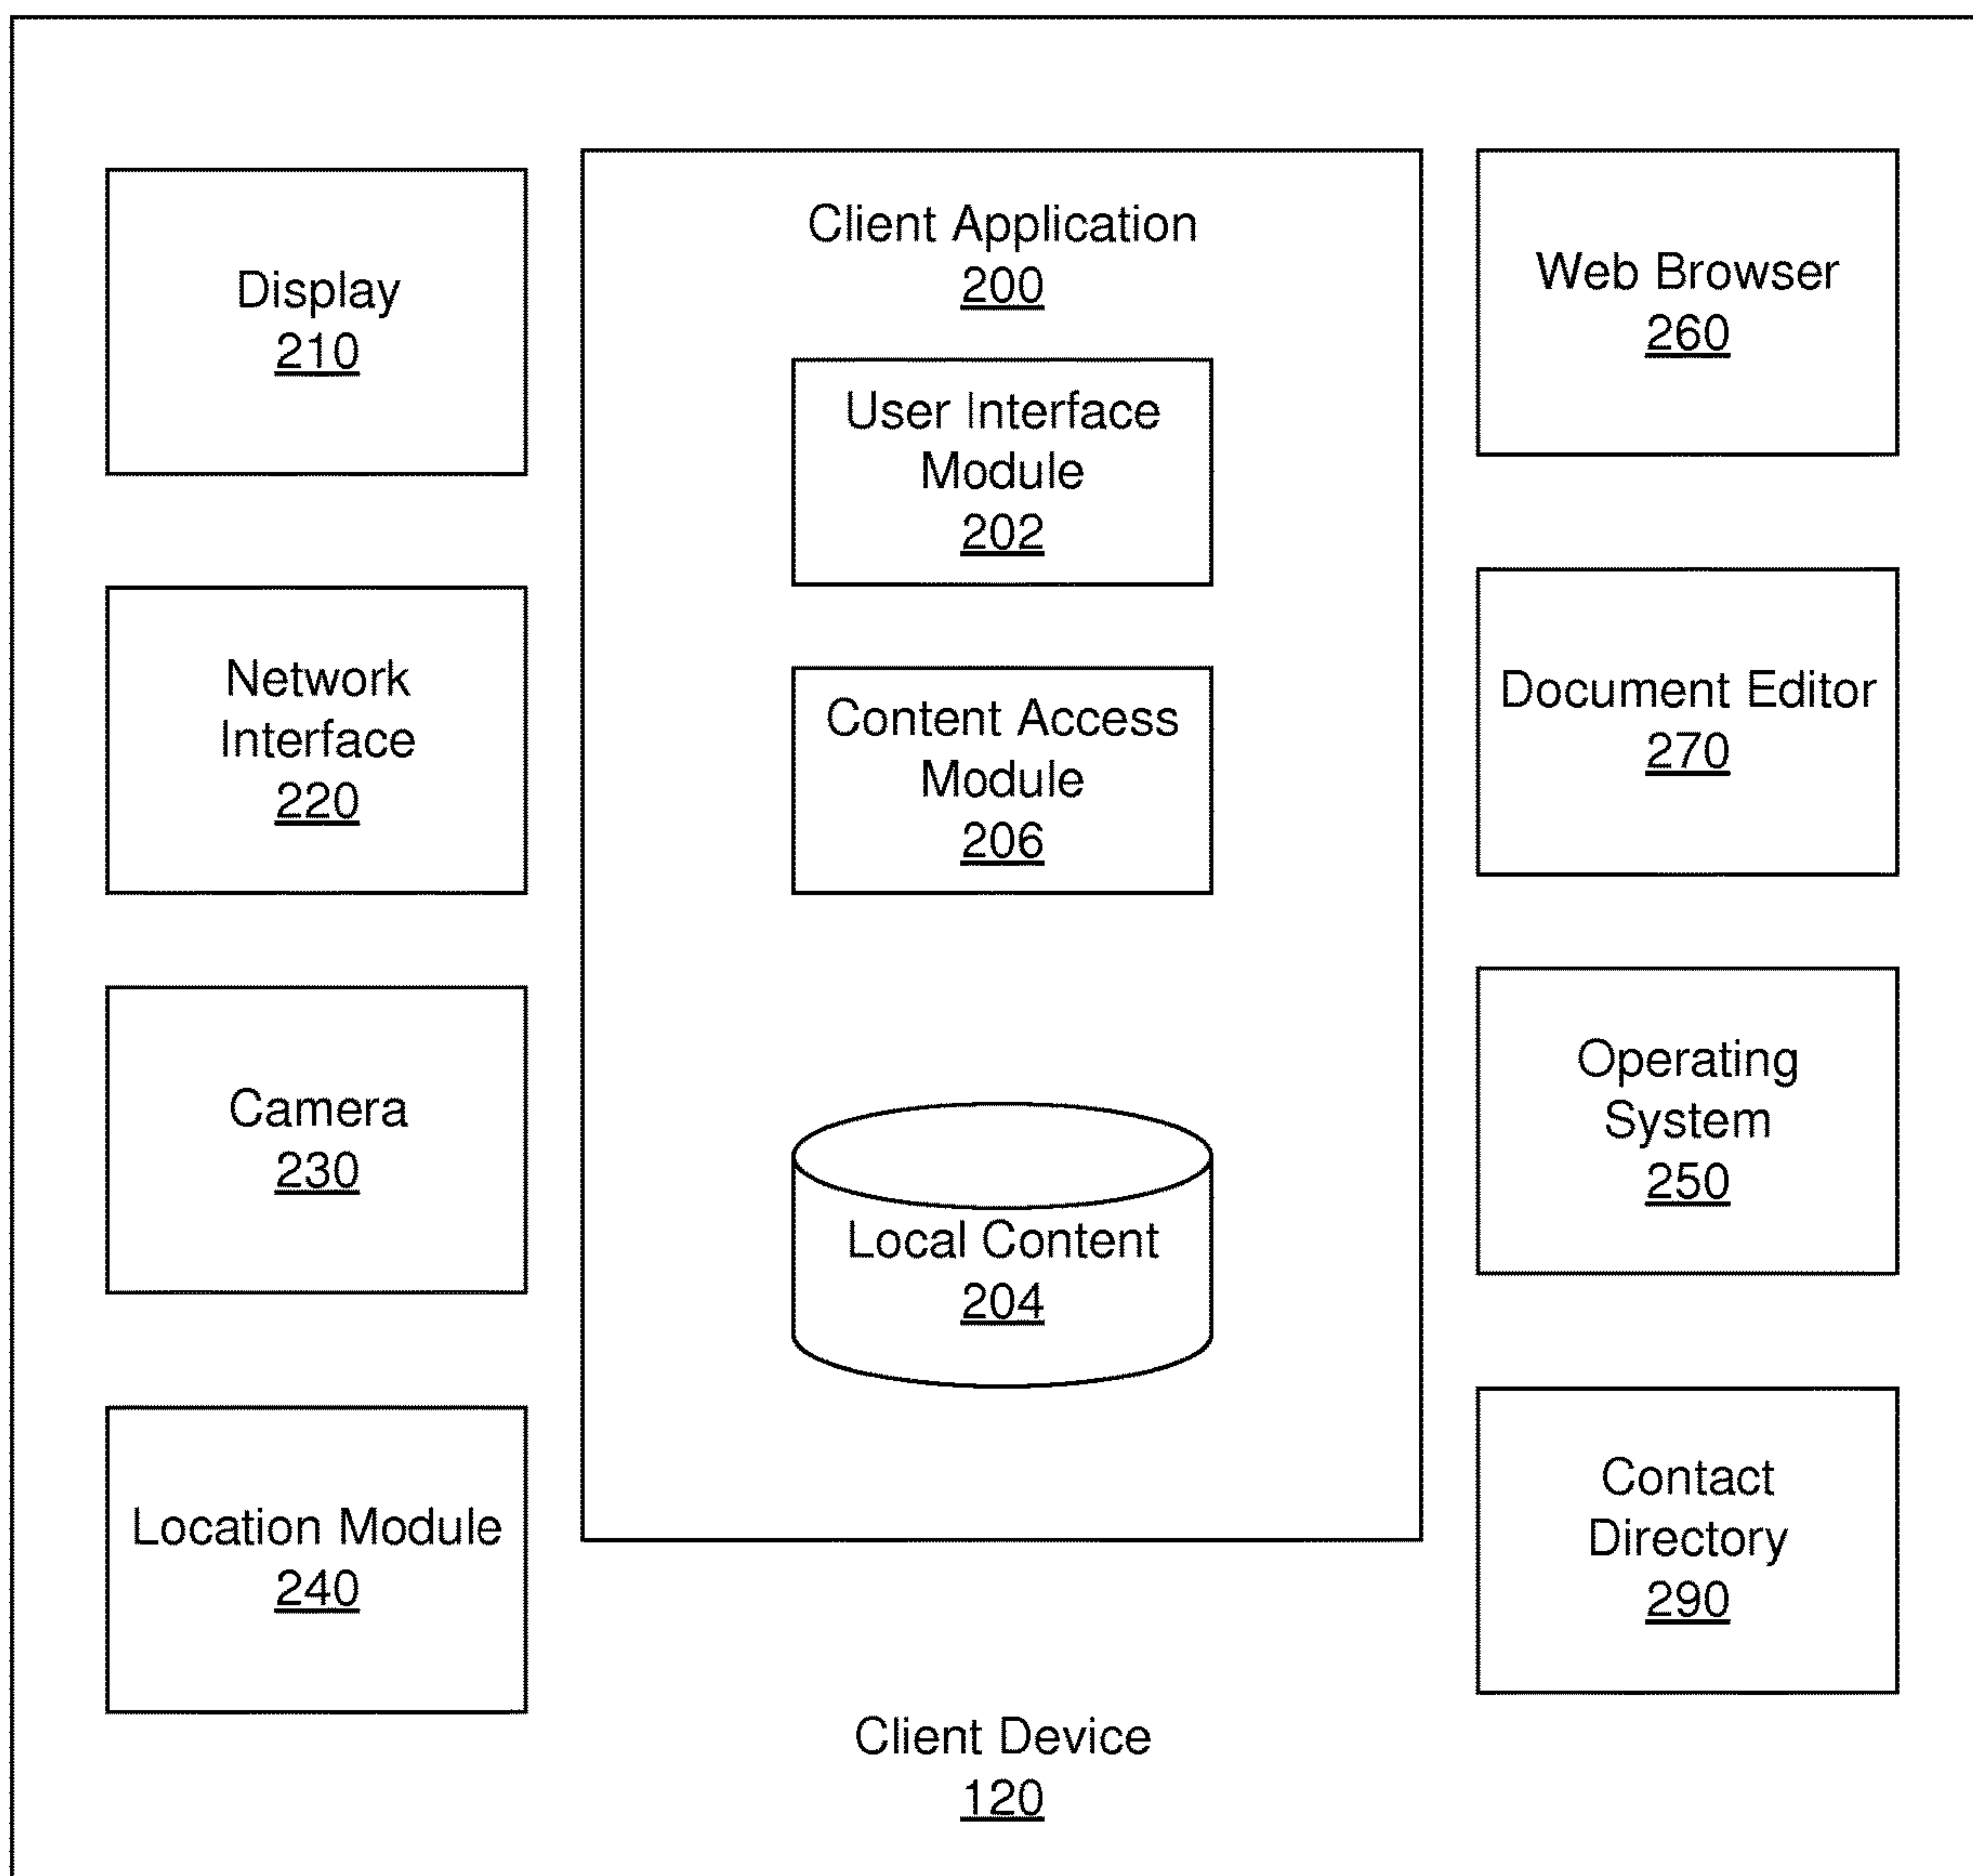 Display
210
Network
Interface
220
Camera
230
Location Module
240
Client Application
200
User Interface
Module
202
Content Access
Module
206
Local Content
204
Web Browser
260
Document Editor
270
Operating
System
250
Contact
Directory
290
Client Device
120